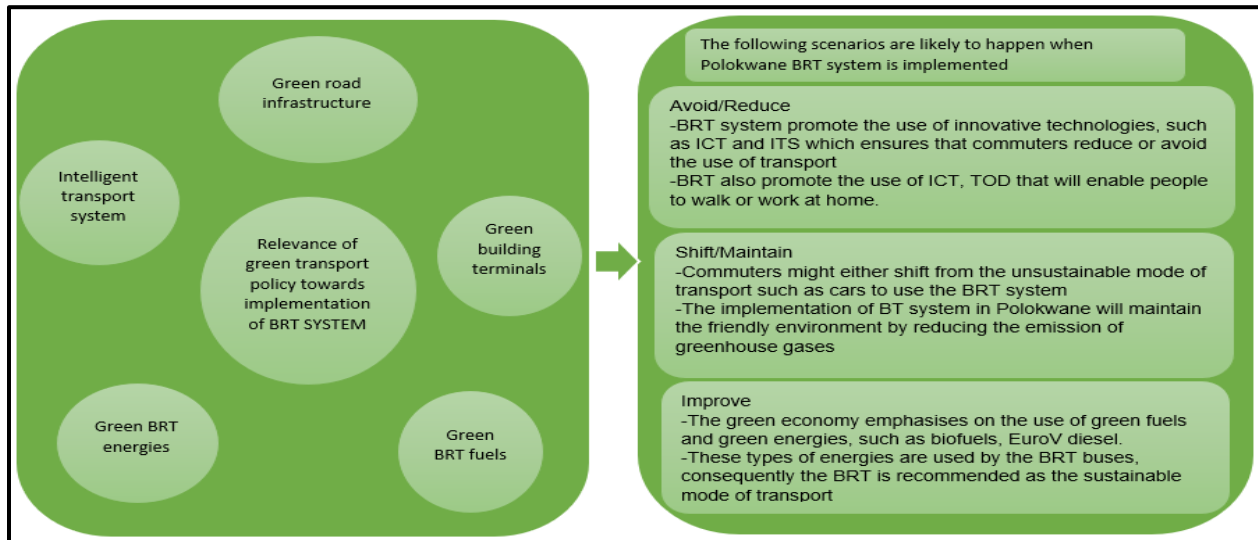 Green road
infrastructure
Intelligent
transport
system
Green
building
terminals
Relevance of
green transport
policy towards
implementation
of BRT SYSTEM
Green BRT
energies
Green
BRT fuels
The following scenarios are likely to happen when
Polokwane BRT system is implemented
Avoid/Reduce
-BRT system promote the use of innovative technologies, such
as ICT and ITS which ensures that commuters reduce or avoid
the use of transport
-BRT also promote the use of ICT, TOD that will enable people
to walk or work at home.
Shift/Maintain
-Commuters might either shift from the unsustainable mode of
transport such as cars to use the BRT system
-The implementation of BT system in Polokwane will maintain
the friendly environment by reducing the emission of
greenhouse gases
Improve
-The green economy emphasises on the use of green fuels
and green energies, such as biofuels, EuroV diesel.
-These types of energies are used by the BRT buses,
consequently the BRT is recommended as the sustainable
mode of transport